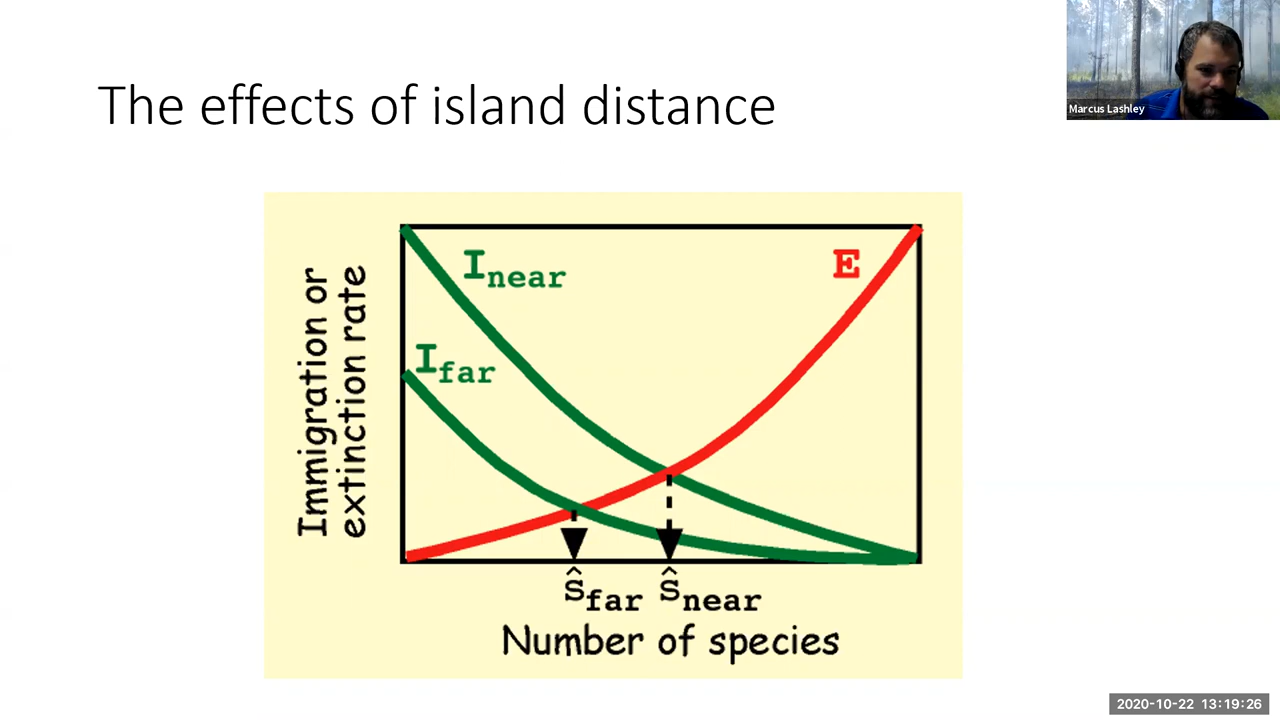 The effects of island distance
Marcus Lashley
Immigration or
extinction rate
I near
E
I far
ŝ far ŝ near
Number of species
2020-10-22 13:19:26